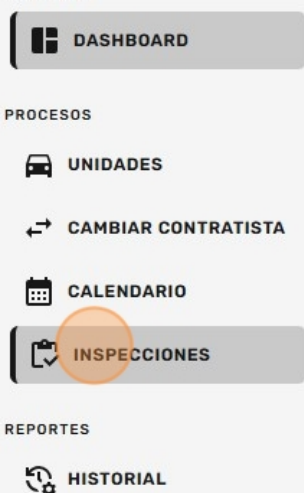 DASHBOARD
PROCESOS
UNIDADES
CAMBIAR CONTRATISTA
CALENDARIO
INSPECCIONES
REPORTES
HISTORIAL